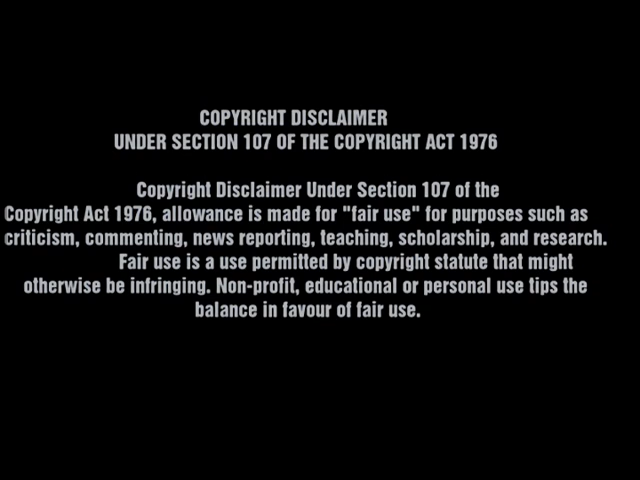 COPYRIGHT DISCLAIMER
UNDER SECTION 107 OF THE COPYRIGHT ACT 1976
Copyright Disclaimer Under Section 107 of the
Copyright Act 1976, allowance is made for "fair use" for purposes such as
criticism, commenting, news reporting, teaching, scholarship, and research.
Fair use is a use permitted by copyright statute that might
otherwise be infringing. Non-profit, educational or personal use tips the
balance in favour of fair use.